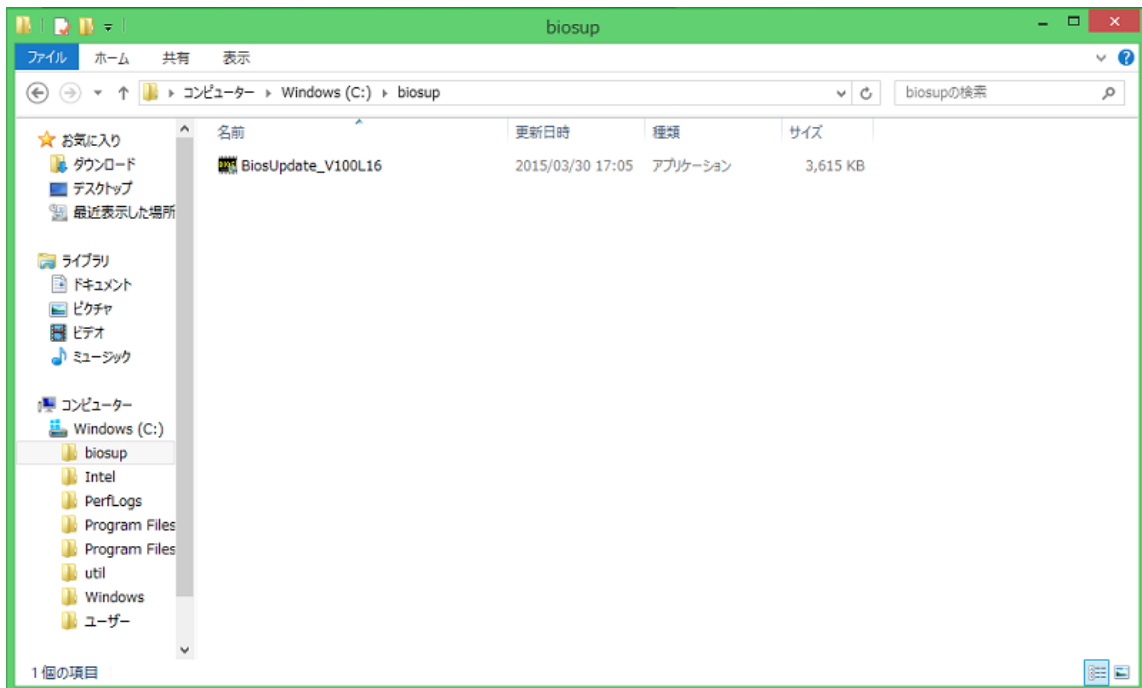 biosup
ファイル ホーム 共有 表示
コンピューター Windows (C:) biosup biosupの検索
名前 更新日時 種類 サイズ
BiosUpdate_V100L16 2015/03/30 17:05 アプリケーション 3,615 KB
お気に入り
ダウンロード
デスクトップ
最近表示した場所
ライブラリ
ドキュメント
ピクチャ
ビデオ
ミュージック
コンピューター
Windows (C:)
biosup
Intel
PerfLogs
Program Files
Program Files
util
Windows
ユーザー
1 個の項目